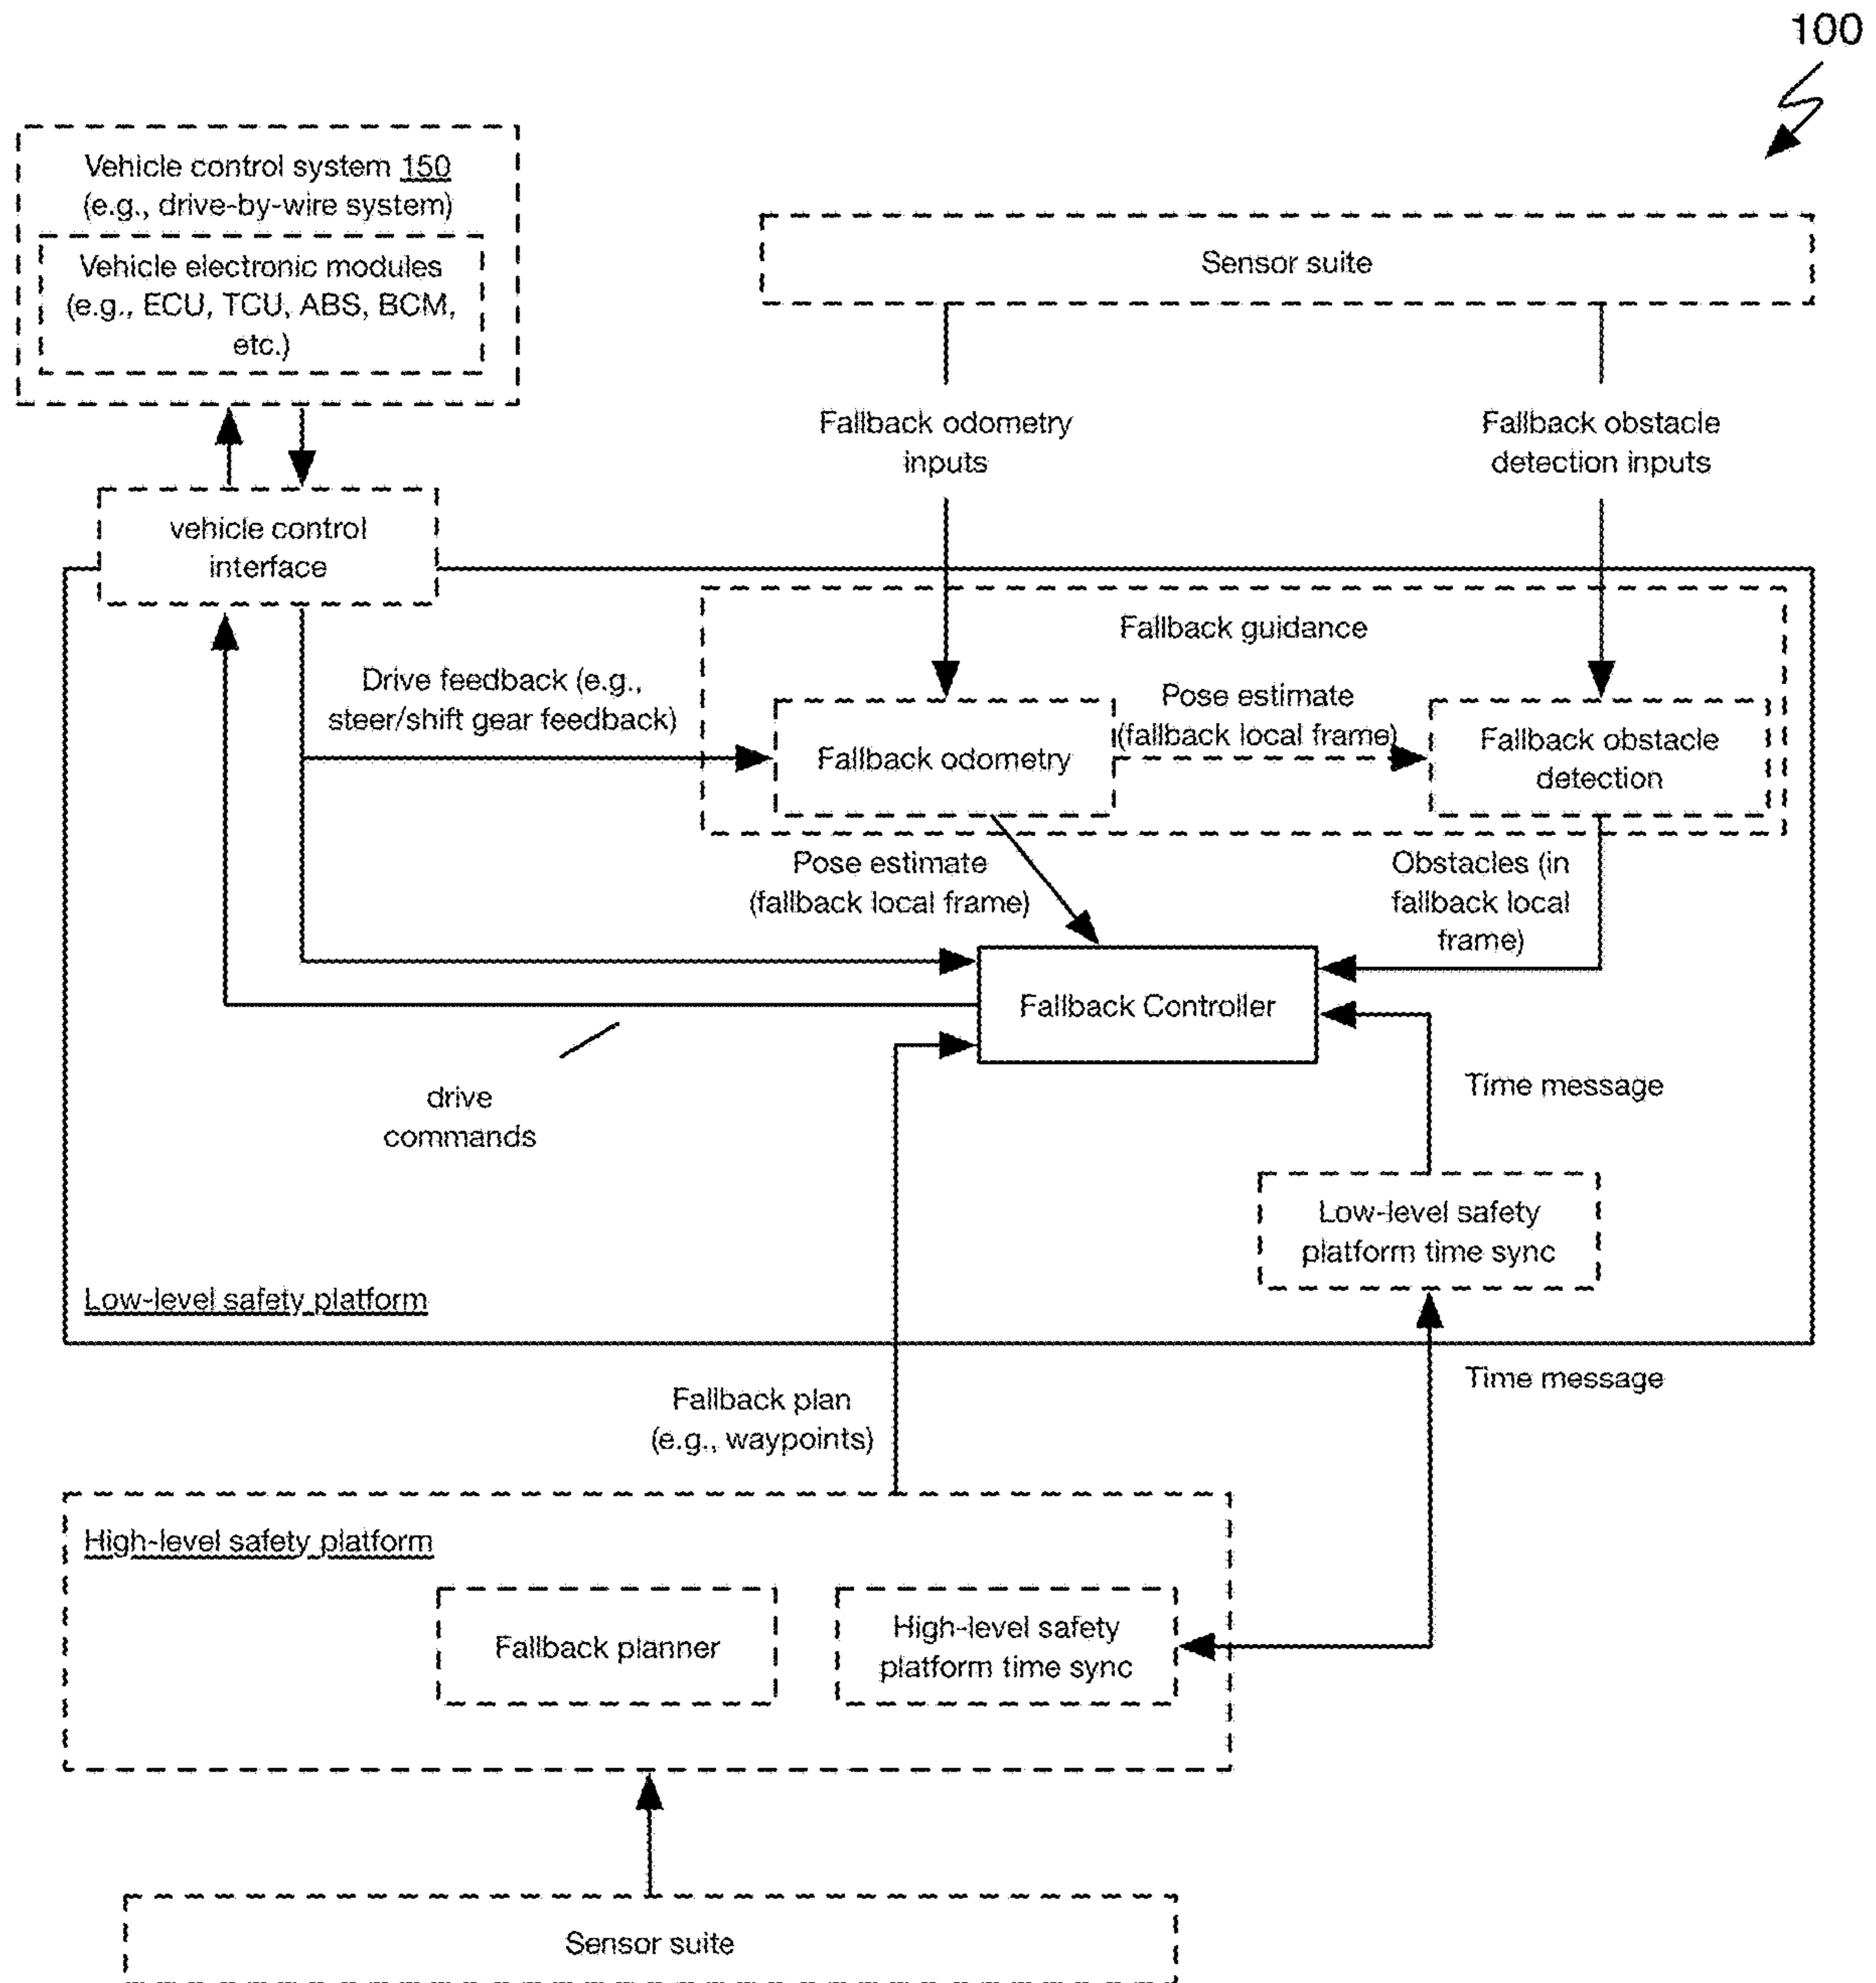 100
Vehicle control system 150
(e.g., drive-by-wire system)
Vehicle electronic modules
(e.g., ECU, TCU, ABS, BCM,
etc.)
Sensor suite
Fallback odometry
inputs
Fallback obstacle
detection inputs
vehicle control
interface
Fallback guidance
Drive feedback (e.g.,
steer/shift gear feedback)
Fallback odometry
Pose estimate
(fallback local frame)
Fallback obstacle
detection
Pose estimate
(fallback local frame)
Obstacles (in
fallback local
frame)
Fallback Controller
drive
commands
Time message
Low-level safety
platform time sync
Low-level safety platform
Time message
Fallback plan
(e.g., waypoints)
High-level safety platform
Fallback planner
High-level safety
platform time sync
Sensor suite